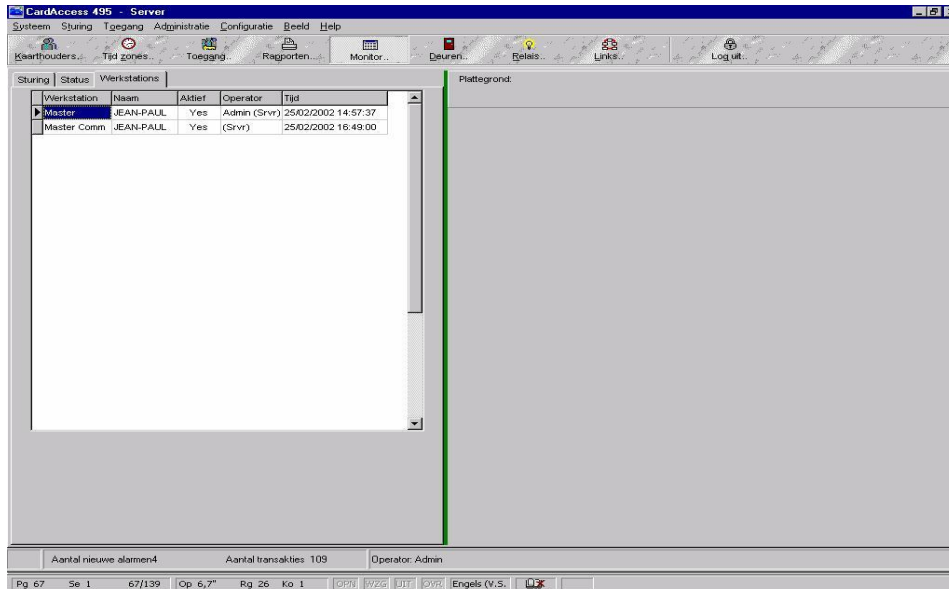 CardAccess 495 - Server
Systeem Sturing Toegang Administratie Configuratie Beeld Help
Kaarthouders.. Tijd zones.. Toegang.. Rapporten.. Monitor.. Deuren.. Relais.. Links.. Log uit..
Sturing Status Werkstations Plattegrond:
Werkstation Naam Aktief Operator Tijd
Master JEAN-PAUL Yes Admin (Srvr) 25/02/2002 14:57:37
Master Comm JEAN-PAUL Yes (Srvr) 25/02/2002 16:49:00
Aantal nieuwe alarmen4 Aantal transakties 109 Operator: Admin
Pg 67 Se 1 67/139 Op 6,7" Rg 26 Ko 1 OPN WZG UIT OVR Engels (V.S.